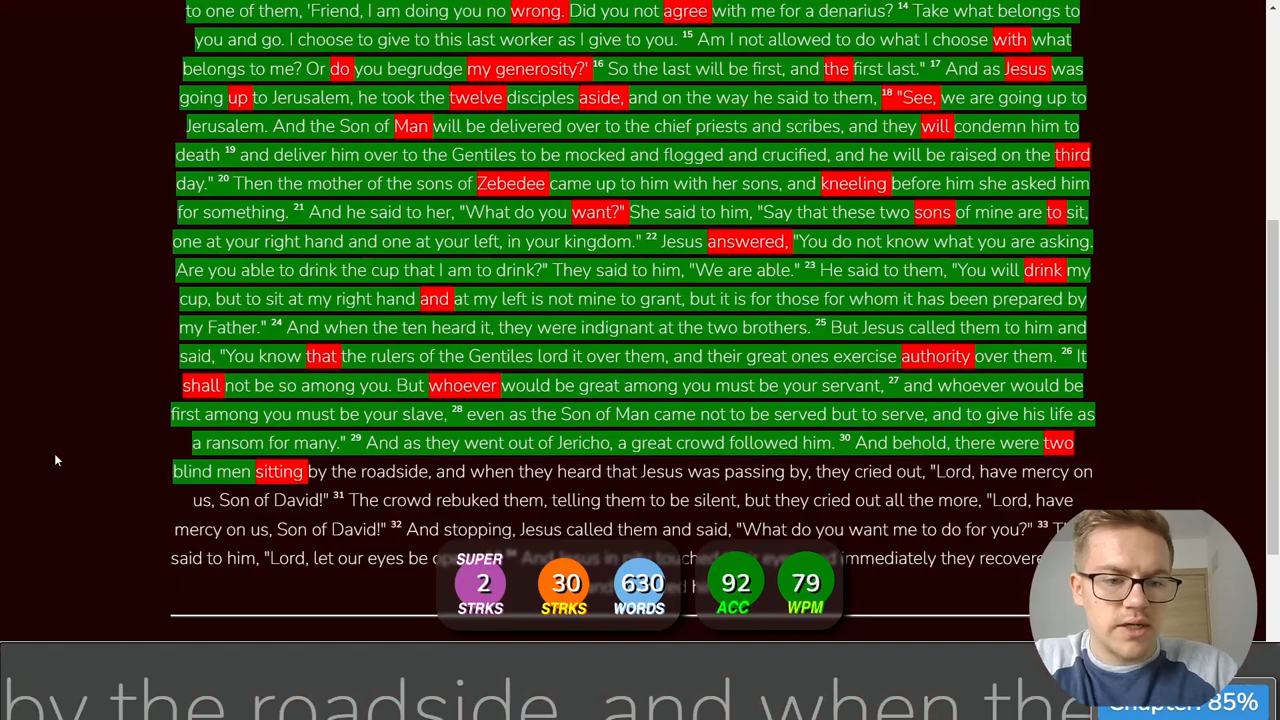 to one of them, 'Friend, I am doing you no wrong. Did you not agree with me for a denarius? 14 Take what belongs to
you and go. I choose to give to this last worker as I give to you. 15 Am I not allowed to do what I choose with what
belongs to me? Or do you begrudge my generosity?' 16 So the last will be first, and the first last." 17 And as Jesus was
going up to Jerusalem, he took the twelve disciples aside, and on the way he said to them, 18 "See, we are going up to
Jerusalem. And the Son of Man will be delivered over to the chief priests and scribes, and they will condemn him to
death 19 and deliver him over to the Gentiles to be mocked and flogged and crucified, and he will be raised on the third
day." 20 Then the mother of the sons of Zebedee came up to him with her sons, and kneeling before him she asked him
for something. 21 And he said to her, "What do you want?" She said to him, "Say that these two sons of mine are to sit,
one at your right hand and one at your left, in your kingdom." 22 Jesus answered, "You do not know what you are asking.
Are you able to drink the cup that I am to drink?" They said to him, "We are able." 23 He said to them, "You will drink my
cup, but to sit at my right hand and at my left is not mine to grant, but it is for those for whom it has been prepared by
my Father." 24 And when the ten heard it, they were indignant at the two brothers. 25 But Jesus called them to him and
said, "You know that the rulers of the Gentiles lord it over them, and their great ones exercise authority over them. 26 It
shall not be so among you. But whoever would be great among you must be your servant, 27 and whoever would be
first among you must be your slave, 28 even as the Son of Man came not to be served but to serve, and to give his life as
a ransom for many." 29 And as they went out of Jericho, a great crowd followed him. 30 And behold, there were two
blind men sitting by the roadside, and when they heard that Jesus was passing by, they cried out, "Lord, have mercy on
us, Son of David!" 31 The crowd rebuked them, telling them to be silent, but they cried out all the more, "Lord, have
mercy on us, Son of David!" 32 And stopping, Jesus called them and said, "What do you want me to do for you?" 33
said to him, "Lord, let our eyes be immediately they
SUPER
2 30 630 92 79
STRKS STRKS WORDS ACC WPM
by the roadside, and when the
Chapter: 85%